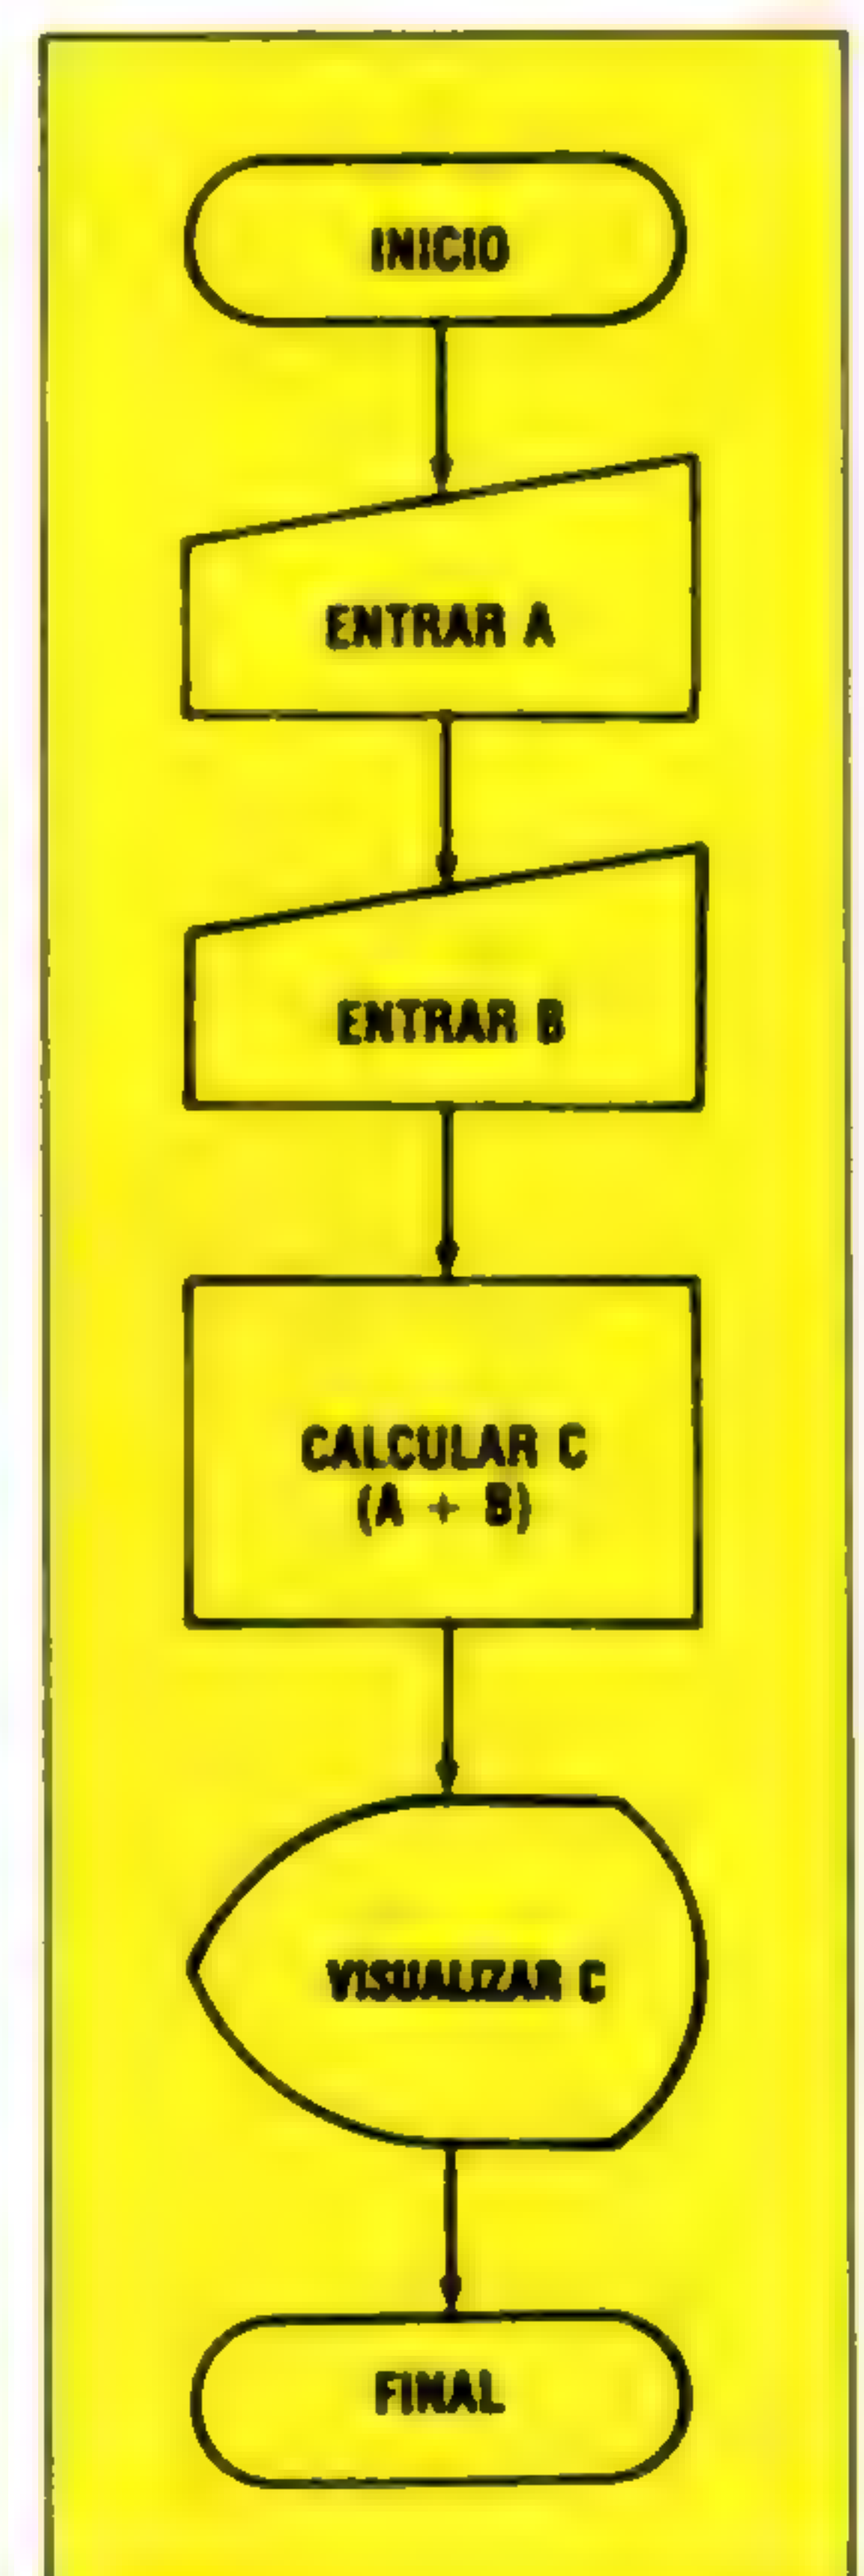 INICIO
ENTRAR A
ENTRAR B
CALCULAR C
(A + B)
VISUALIZAR C
FINAL